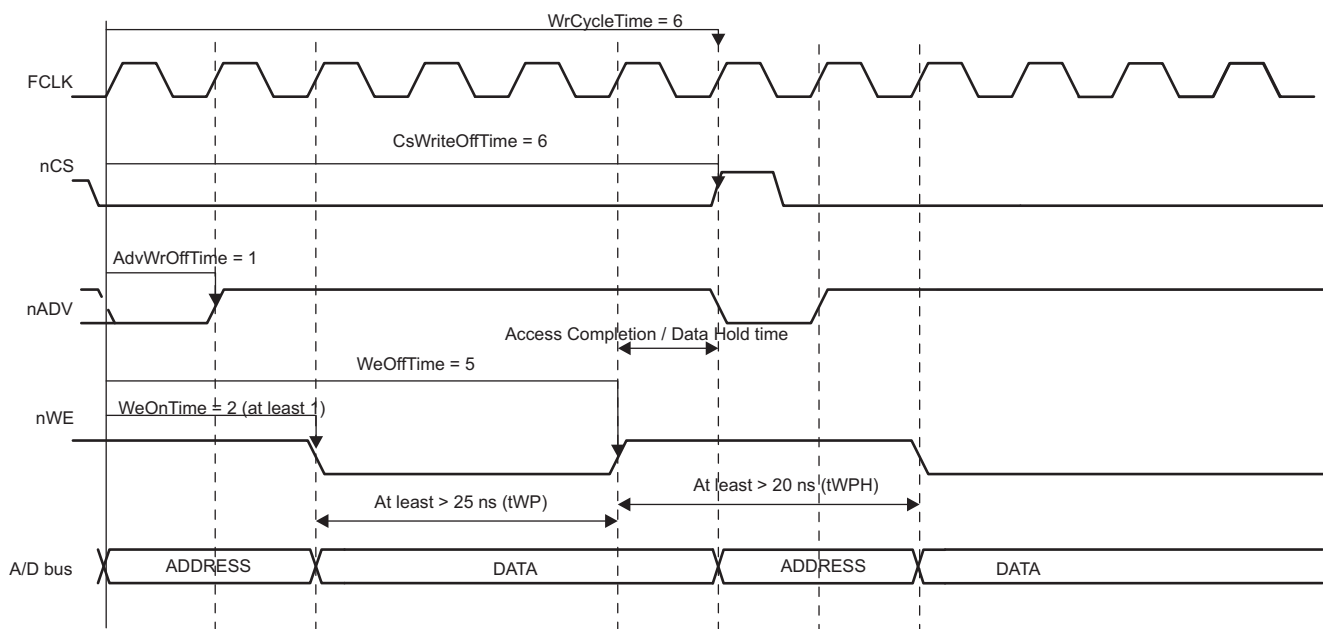 WrCycleTime = 6
FCLK
CsWriteOffTime = 6
nCS
AdvWrOffTime = 1
nADV
Access Completion / Data Hold time
WeOffTime = 5
WeOnTime = 2 (at least 1)
nWE
At least > 25 ns (tWP)
At least > 20 ns (tWPH)
A/D bus
ADDRESS
DATA
ADDRESS
DATA